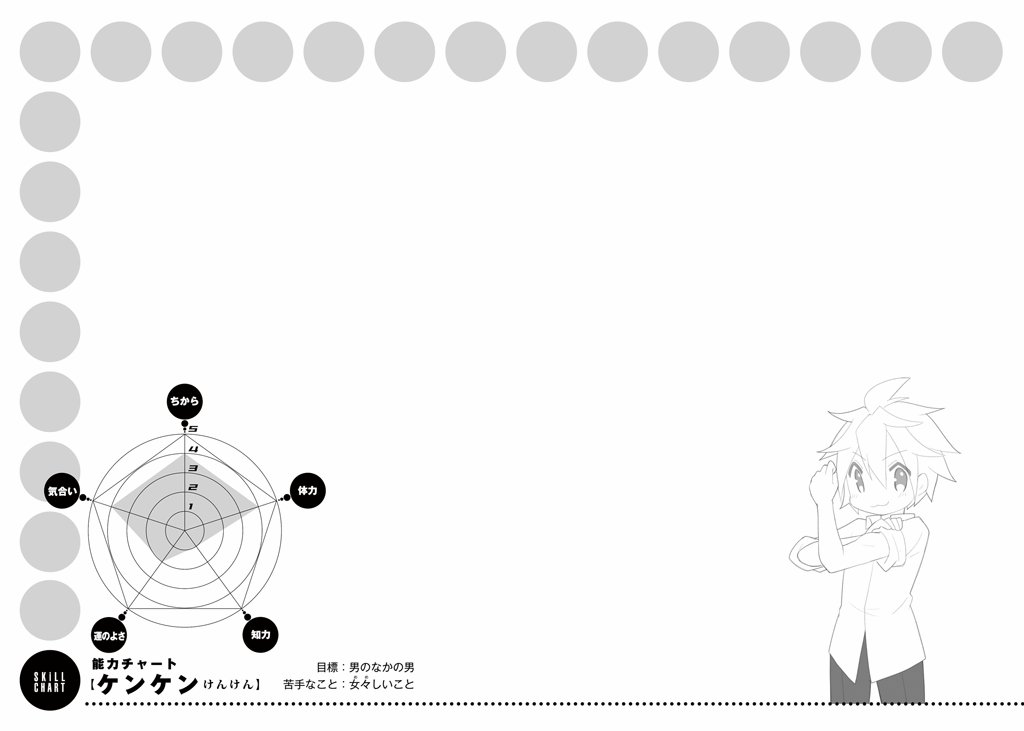 ちから
5
4
3
2
1
気合い
体力
運のよさ
知力
SKiLL
CHART
能力チャート
【ケンケン けんけん】
目標：男のなかの男
苦手なこと：女々しいこと
めめ